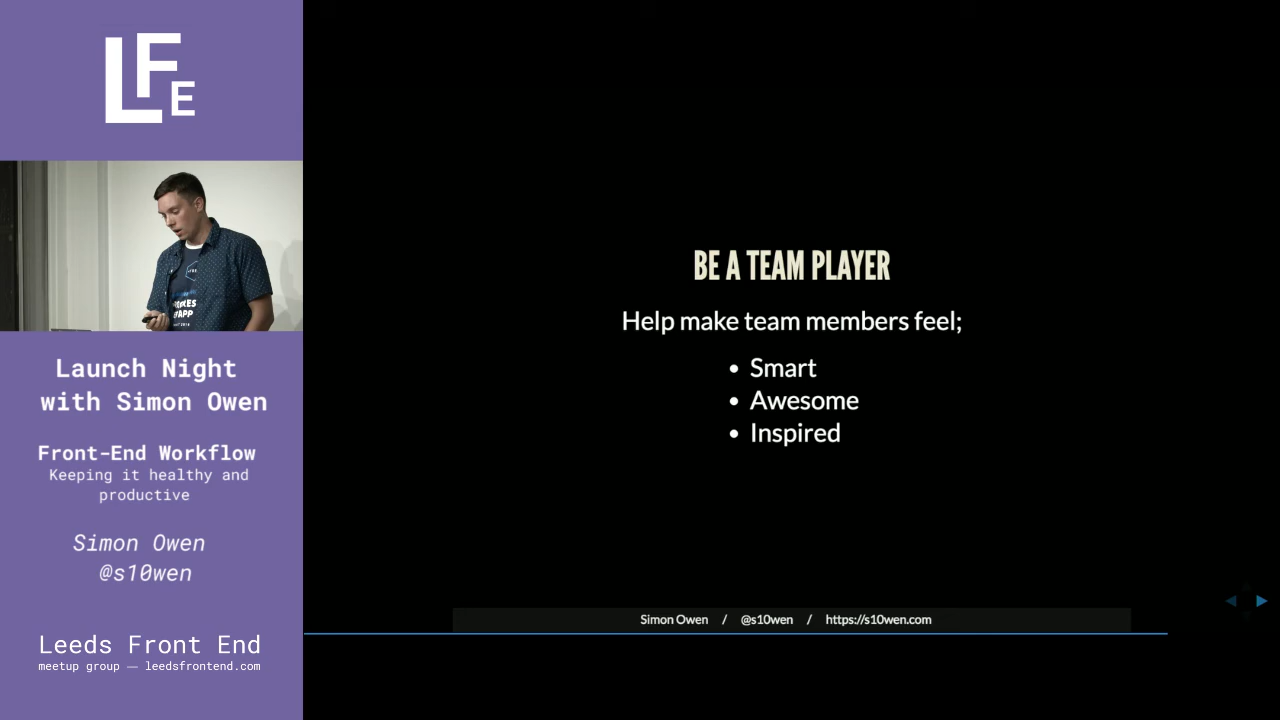 LFE
Launch Night
with Simon Owen
Front-End Workflow
Keeping it healthy and
productive
Simon Owen
@s10wen
Leeds Front End
meetup group — leedsfrontend.com
BE A TEAM PLAYER
Help make team members feel;
• Smart
• Awesome
• Inspired
Simon Owen / @s10wen / https://s10wen.com